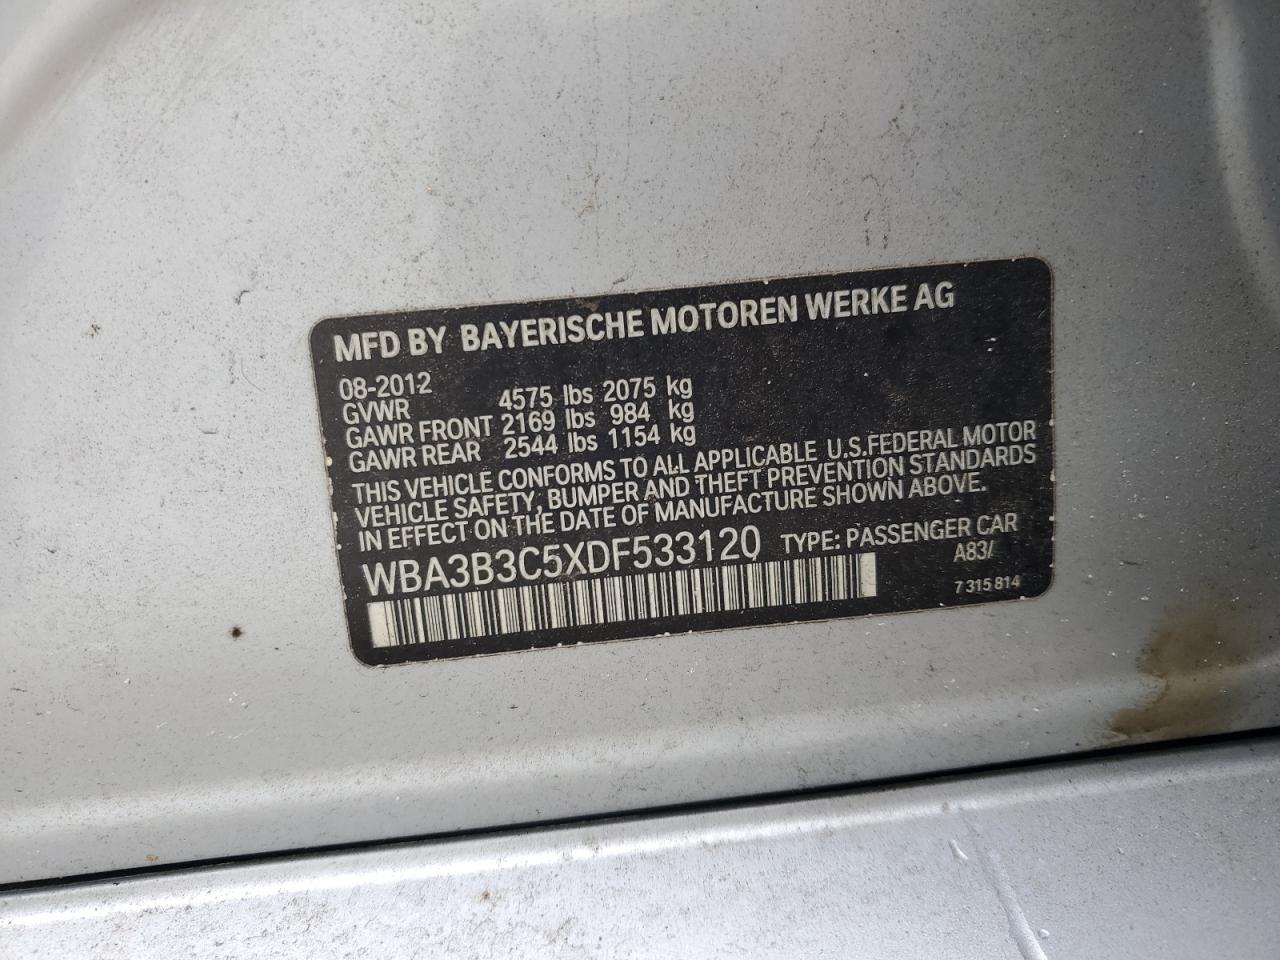 MFD BY BAYERISCHE MOTOREN WERKE AG
08-2012
GVWR 4575 lbs 2075 kg
GAWR FRONT 2169 lbs 984 kg
GAWR REAR 2544 lbs 1154 kg
THIS VEHICLE CONFORMS TO ALL APPLICABLE U.S.FEDERAL MOTOR
VEHICLE SAFETY, BUMPER AND THEFT PREVENTION STANDARDS
IN EFFECT ON THE DATE OF MANUFACTURE SHOWN ABOVE.
WBA3B3C5XDF533120 TYPE: PASSENGER CAR
A83/
7 315 814